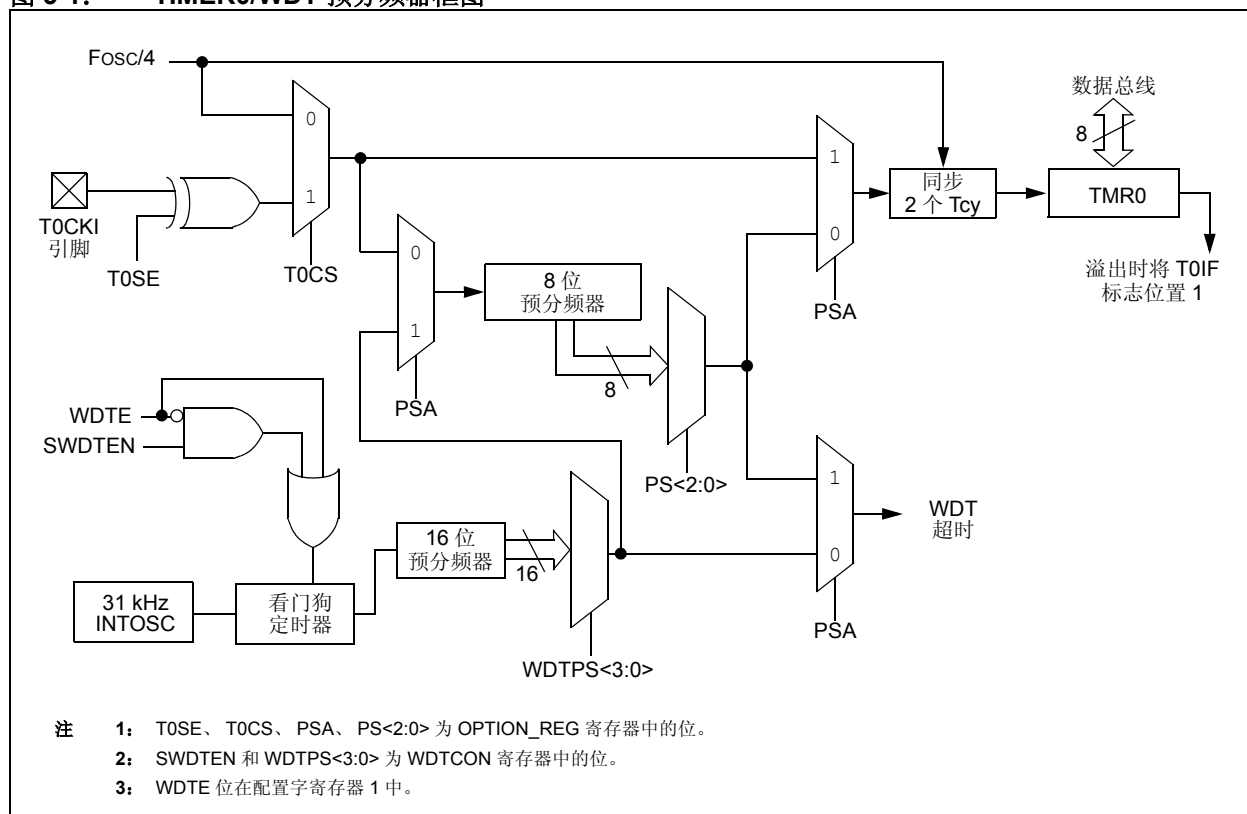 TIMER0/WDT 预分频器框图
Fosc/4
数据总线
8
0
1
1
0
同步
2 个 Tcy
TMR0
T0CKI
引脚
T0SE
T0CS
0
1
8 位
预分频器
8
PSA
溢出时将 T0IF
标志位置 1
PSA
WDTE
SWDTEN
PS<2:0>
1
0
WDT
超时
16 位
预分频器
16
31 kHz
INTOSC
看门狗
定时器
PSA
WDTPS<3:0>
注 1： T0SE、 T0CS、 PSA、 PS<2:0> 为 OPTION_REG 寄存器中的位。
2： SWDTEN 和 WDTPS<3:0> 为 WDTCON 寄存器中的位。
3： WDTE 位在配置字寄存器 1 中。